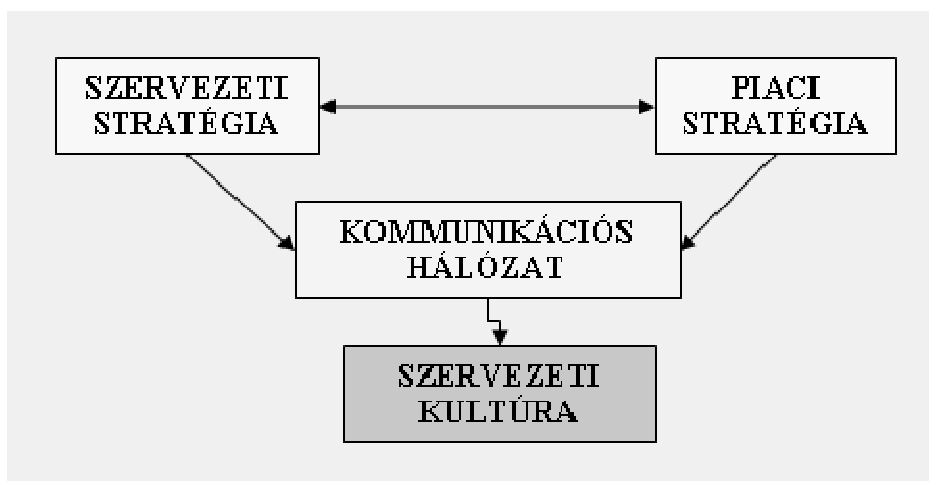 SZERVEZETI
STRATÉGIA
PIACI
STRATÉGIA
KOMMUNIKÁCIÓS
HÁLÓZAT
SZERVEZETI
KULTÚRA